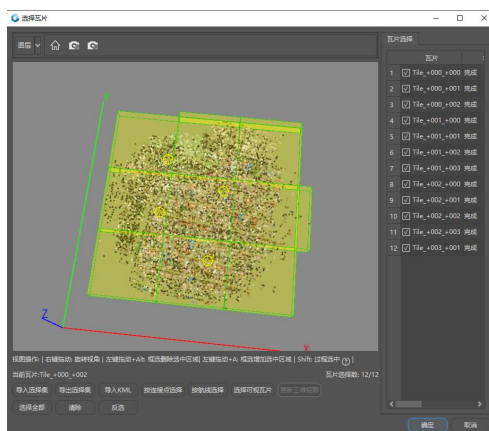 选择瓦片
图层
瓦片选择
瓦片
1 Tile_+000_+000 完成
2 Tile_+000_+001 完成
3 Tile_+000_+002 完成
4 Tile_+001_+000 完成
5 Tile_+001_+001 完成
6 Tile_+001_+002 完成
7 Tile_+001_+003 完成
8 Tile_+002_+000 完成
9 Tile_+002_+001 完成
10 Tile_+002_+002 完成
11 Tile_+002_+003 完成
12 Tile_+003_+001 完成
Y
Z
X
视图操作: | 右键拖动: 旋转视角 | 左键拖动+Alt: 框选删除选中区域| 左键拖动+A: 框选增加选中区域 | Shift: 过程选中
当前瓦片:Tile_+000_+002
瓦片选择数: 12/12
导入选择集 导出选择集 导入KML 按连接点选择 按航线选择 选择可视瓦片 更新三维视图
选择全部 清除 反选
确定 取消